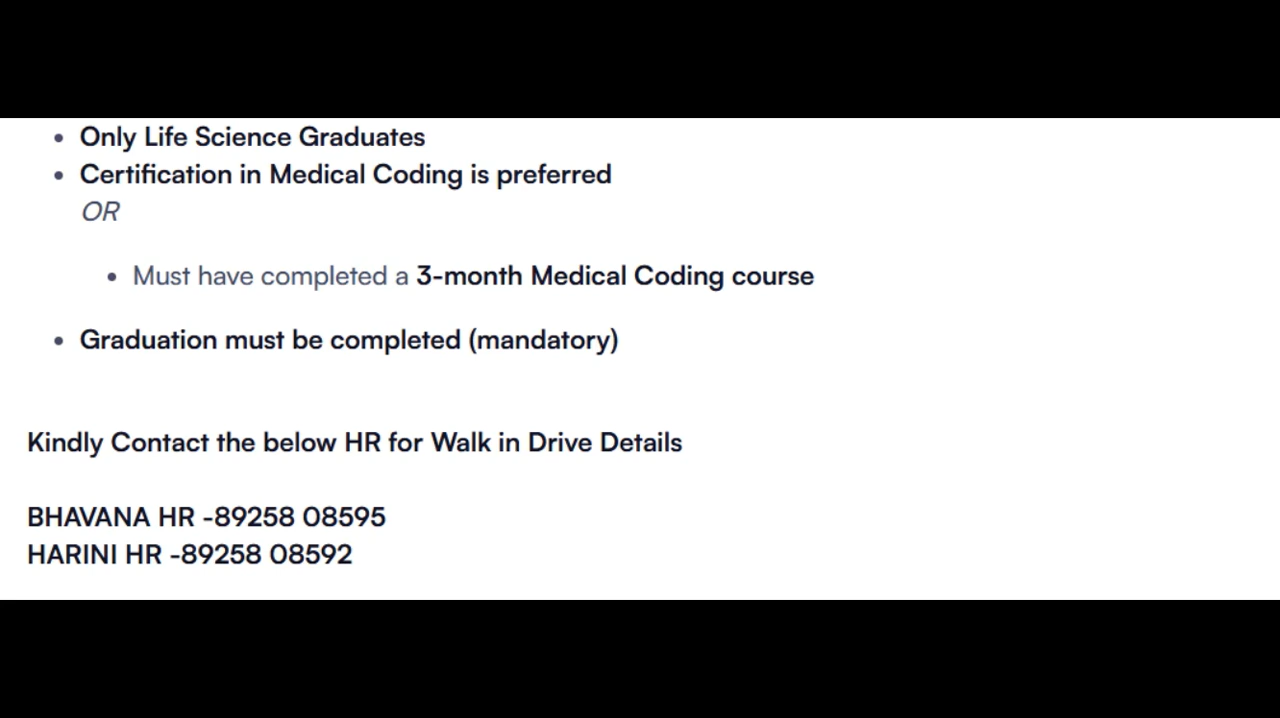 Only Life Science Graduates
Certification in Medical Coding is preferred
OR
Must have completed a 3-month Medical Coding course
Graduation must be completed (mandatory)
Kindly Contact the below HR for Walk in Drive Details
BHAVANA HR -89258 08595
HARINI HR -89258 08592